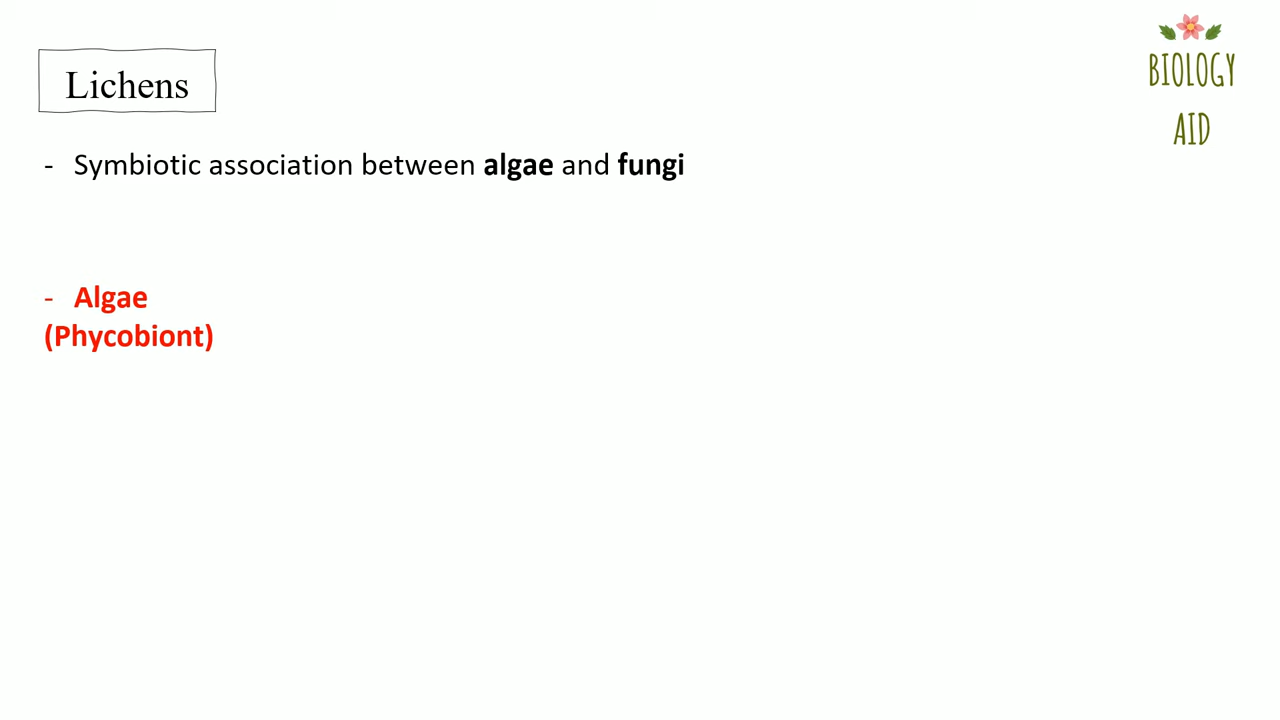 Lichens
BIOLOGY
AID
- Symbiotic association between algae and fungi
- Algae
(Phycobiont)